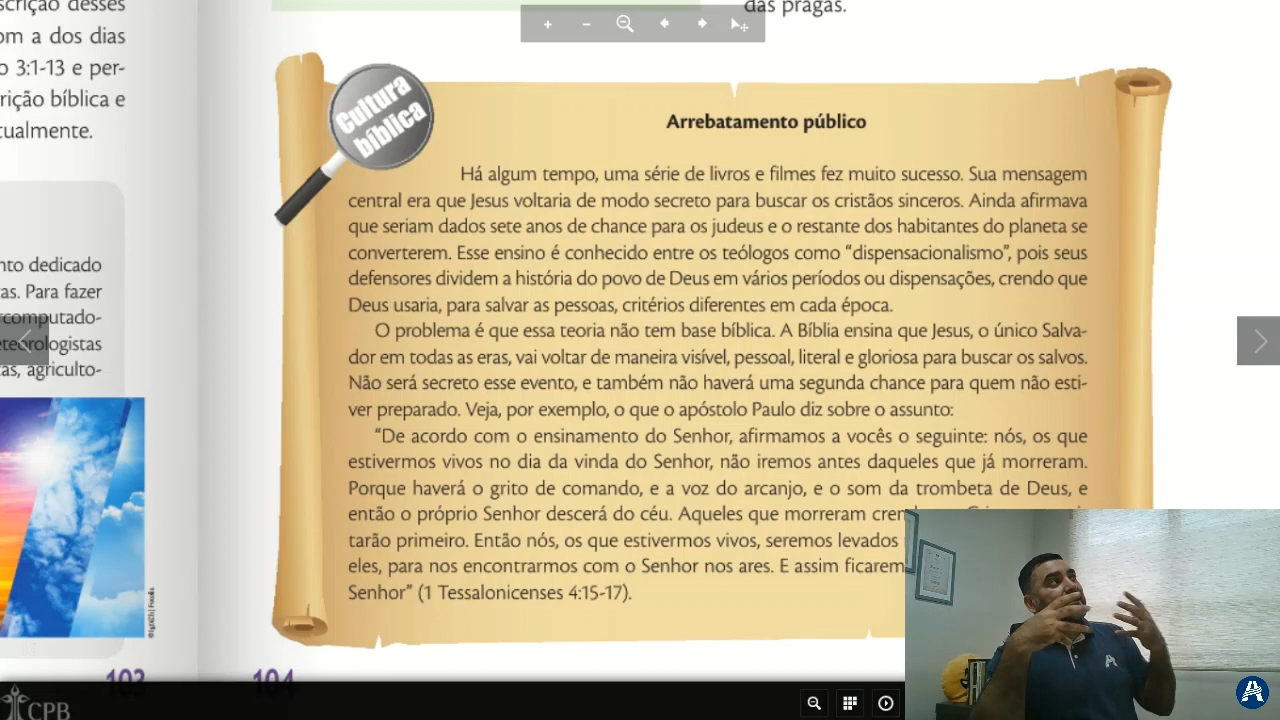 scrição desses
om a dos dias
o 3:1-13 e per-
rição bíblica e
tualmente.
nto dedicado
as. Para fazer
computado-
teorologistas
as, agriculto-
103
das pragas.
Cultura
bíblica
Arrebatamento público
Há algum tempo, uma série de livros e filmes fez muito sucesso. Sua mensagem
central era que Jesus voltaria de modo secreto para buscar os cristãos sinceros. Ainda afirmava
que seriam dados sete anos de chance para os judeus e o restante dos habitantes do planeta se
converterem. Esse ensino é conhecido entre os teólogos como “dispensacionalismo”, pois seus
defensores dividem a história do povo de Deus em vários períodos ou dispensações, crendo que
Deus usaria, para salvar as pessoas, critérios diferentes em cada época.
O problema é que essa teoria não tem base bíblica. A Bíblia ensina que Jesus, o único Salva-
dor em todas as eras, vai voltar de maneira visível, pessoal, literal e gloriosa para buscar os salvos.
Não será secreto esse evento, e também não haverá uma segunda chance para quem não esti-
ver preparado. Veja, por exemplo, o que o apóstolo Paulo diz sobre o assunto:
“De acordo com o ensinamento do Senhor, afirmamos a vocês o seguinte: nós, os que
estivermos vivos no dia da vinda do Senhor, não iremos antes daqueles que já morreram.
Porque haverá o grito de comando, e a voz do arcanjo, e o som da trombeta de Deus, e
então o próprio Senhor descerá do céu. Aqueles que morreram
tarão primeiro. Então nós, os que estivermos vivos, seremos levados
eles, para nos encontrarmos com o Senhor nos ares. E assim ficarem
Senhor” (1 Tessalonicenses 4:15-17).
104
CPB